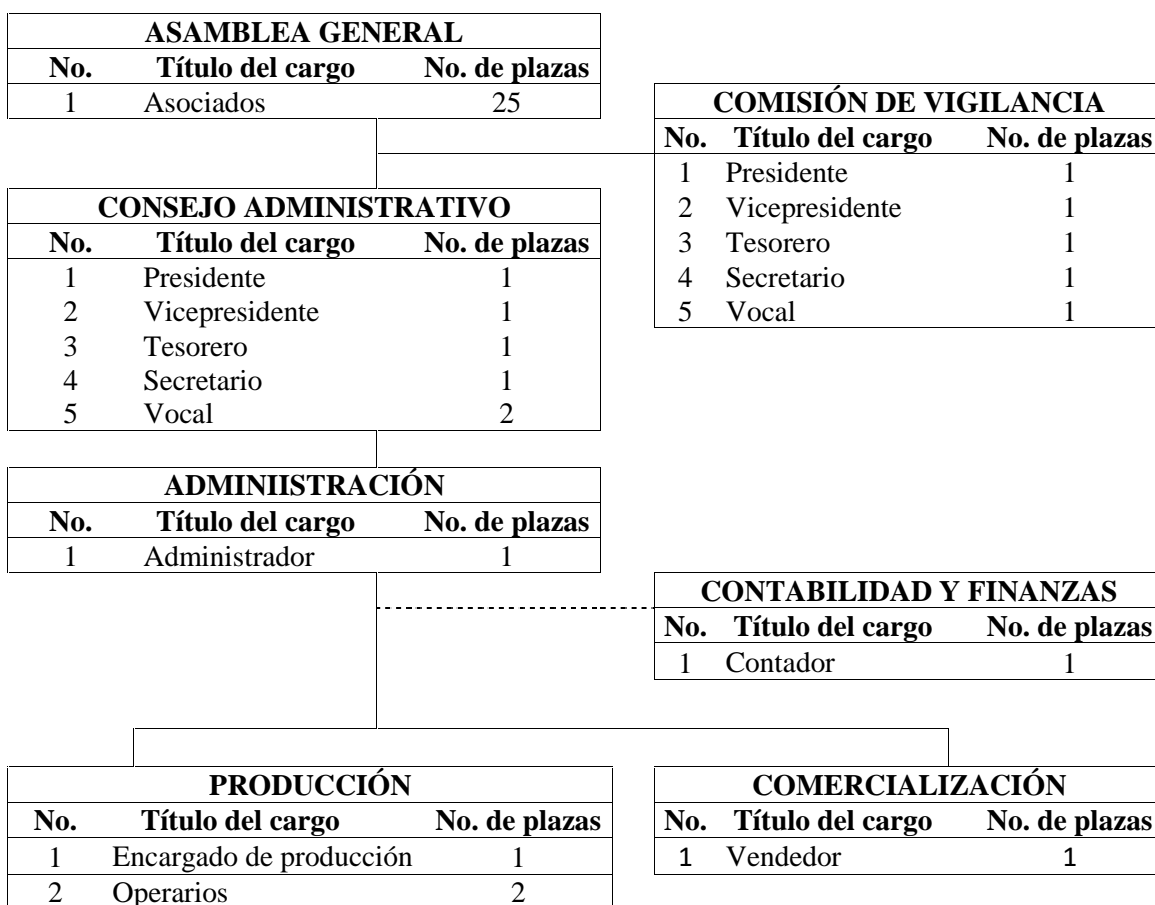 ASAMBLEA GENERAL
No. Título del cargo No. de plazas
1 Asociados 25
COMISIÓN DE VIGILANCIA
No. Título del cargo No. de plazas
1 Presidente 1
2 Vicepresidente 1
3 Tesorero 1
4 Secretario 1
5 Vocal 1
CONSEJO ADMINISTRATIVO
No. Título del cargo No. de plazas
1 Presidente 1
2 Vicepresidente 1
3 Tesorero 1
4 Secretario 1
5 Vocal 2
ADMINIISTRACIÓN
No. Título del cargo No. de plazas
1 Administrador 1
CONTABILIDAD Y FINANZAS
No. Título del cargo No. de plazas
1 Contador 1
PRODUCCIÓN
No. Título del cargo No. de plazas
1 Encargado de producción 1
2 Operarios 2
COMERCIALIZACIÓN
No. Título del cargo No. de plazas
1 Vendedor 1